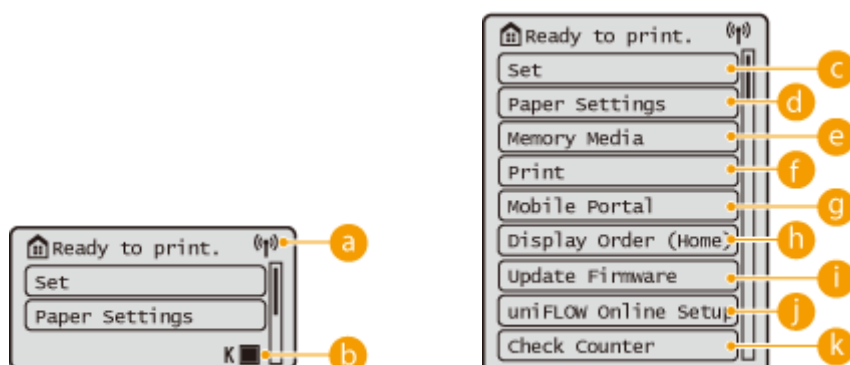 Ready to print.
Set
Paper Settings
K
a
b
Ready to print.
Set
Paper Settings
Memory Media
Print
Mobile Portal
Display Order (Home)
Update Firmware
uniFLOW Online Setup
Check Counter
c
d
e
f
g
h
i
j
k